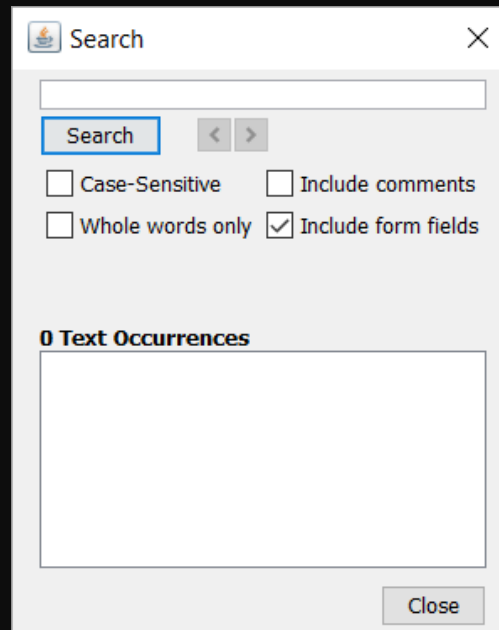 Search
Search < >
Case-Sensitive Include comments
Whole words only Include form fields
0 Text Occurrences
Close